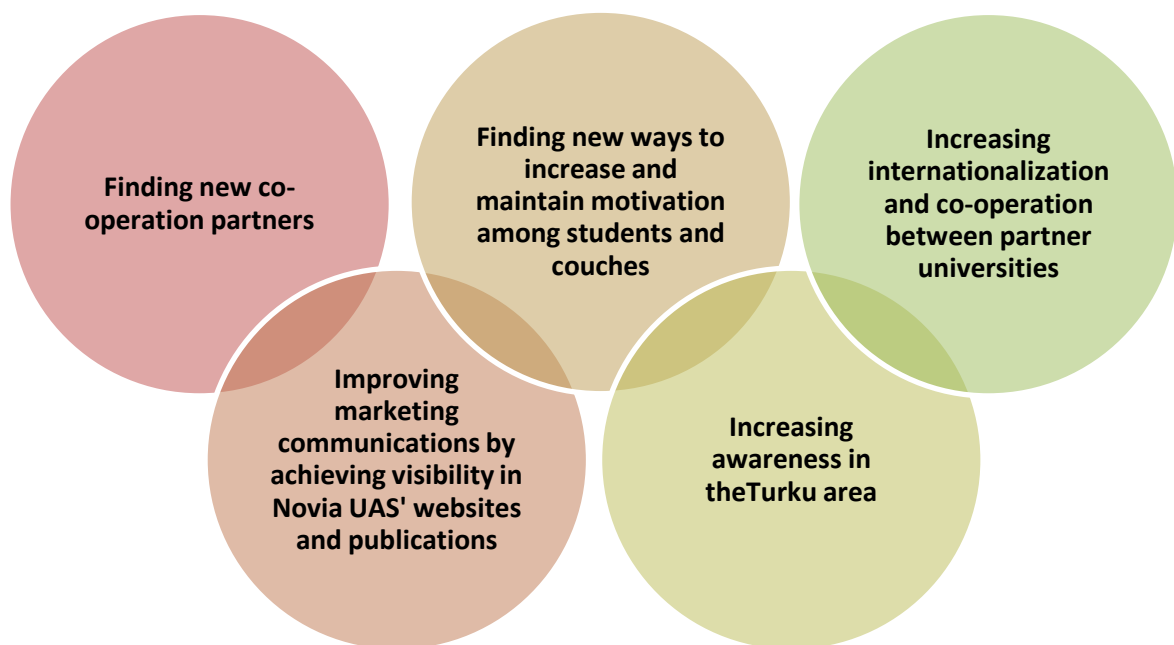 Finding new co-
operation partners
Improving
marketing
communications by
achieving visibility in
Novia UAS' websites
and publications
Finding new ways to
increase and
maintain motivation
among students and
couches
Increasing
awareness in
theTurku area
Increasing
internationalization
and co-operation
between partner
universities